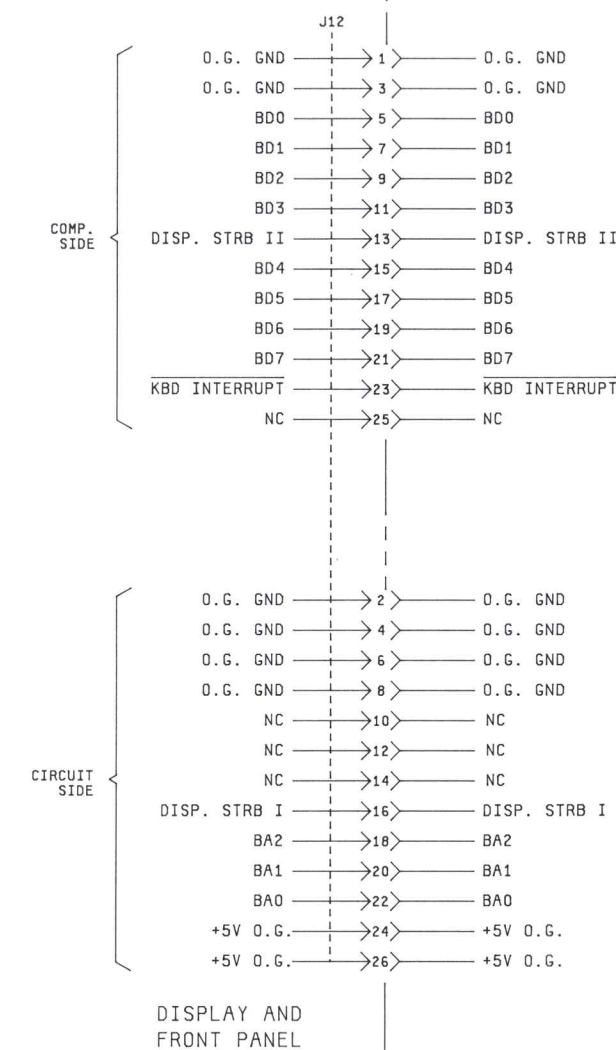 J12
O.G. GND 1 O.G. GND
O.G. GND 3 O.G. GND
BD0 5 BD0
BD1 7 BD1
BD2 9 BD2
BD3 11 BD3
COMP. SIDE
DISP. STRB II 13 DISP. STRB II
BD4 15 BD4
BD5 17 BD5
BD6 19 BD6
BD7 21 BD7
KBD INTERRUPT 23 KBD INTERRUPT
NC 25 NC
O.G. GND 2 O.G. GND
O.G. GND 4 O.G. GND
O.G. GND 6 O.G. GND
O.G. GND 8 O.G. GND
NC 10 NC
NC 12 NC
NC 14 NC
CIRCUIT SIDE
DISP. STRB I 16 DISP. STRB I
BA2 18 BA2
BA1 20 BA1
BA0 22 BA0
+5V O.G. 24 +5V O.G.
+5V O.G. 26 +5V O.G.
DISPLAY AND
FRONT PANEL